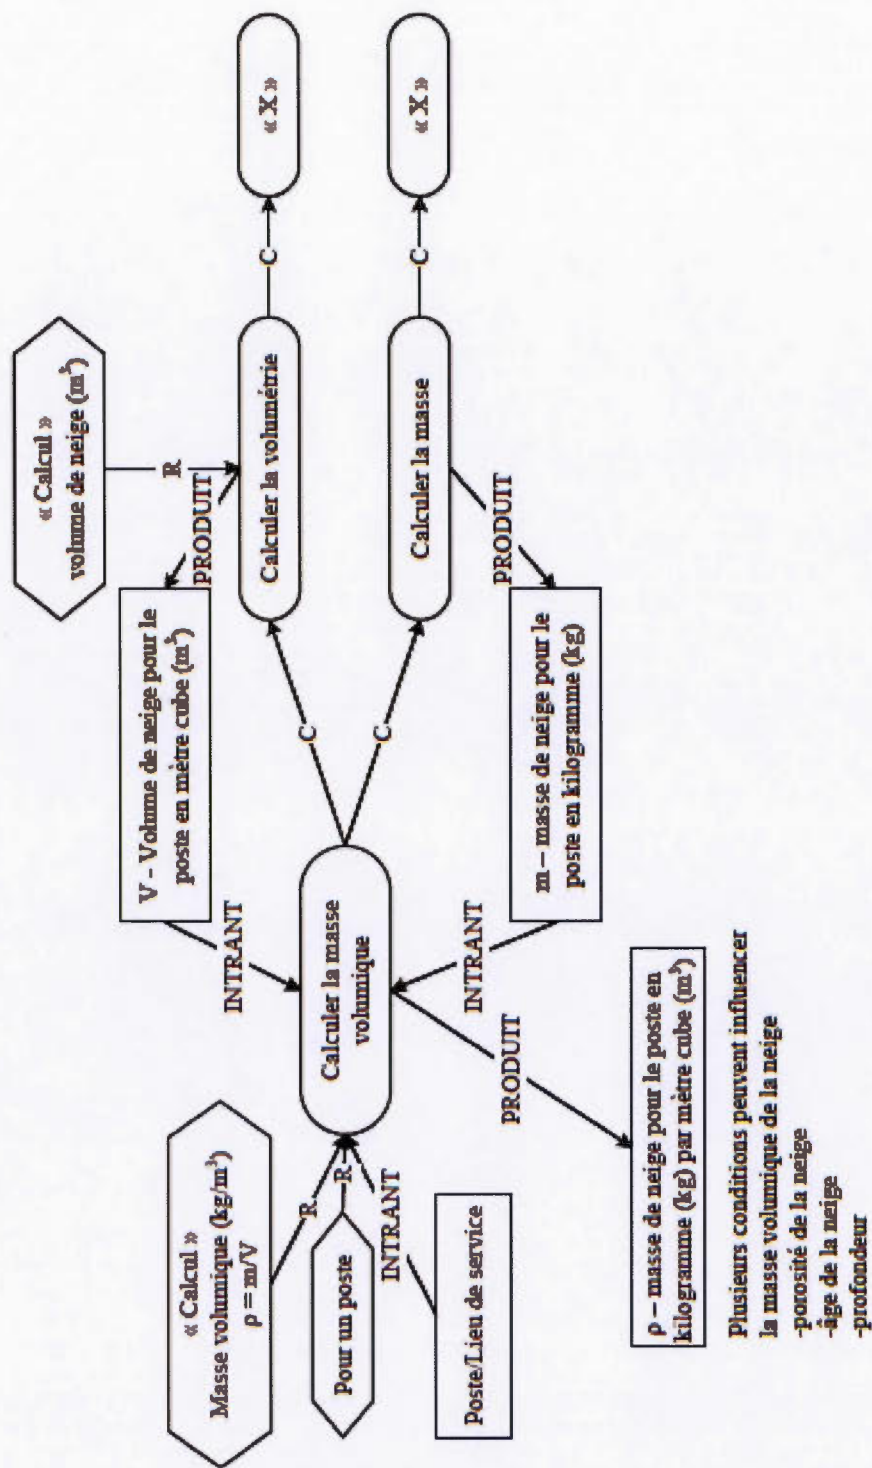 « Calcul »
Masse volumique (kg/m³)
ρ = m/V
Pour un poste
Poste/Lieu de service
R
R
INTRANT
Calculer la masse
volumique
INTRANT
INTRANT
PRODUIT
V - Volume de neige pour le
poste en mètre cube (m³)
m – masse de neige pour le
poste en kilogramme (kg)
ρ – masse de neige pour le poste en
kilogramme (kg) par mètre cube (m³)
C
C
« Calcul »
volume de neige (m³)
R
PRODUIT
Calculer la volumétrie
Calculer la masse
PRODUIT
C
C
« X »
« X »
Plusieurs conditions peuvent influencer
la masse volumique de la neige
-porosité de la neige
-âge de la neige
-profondeur